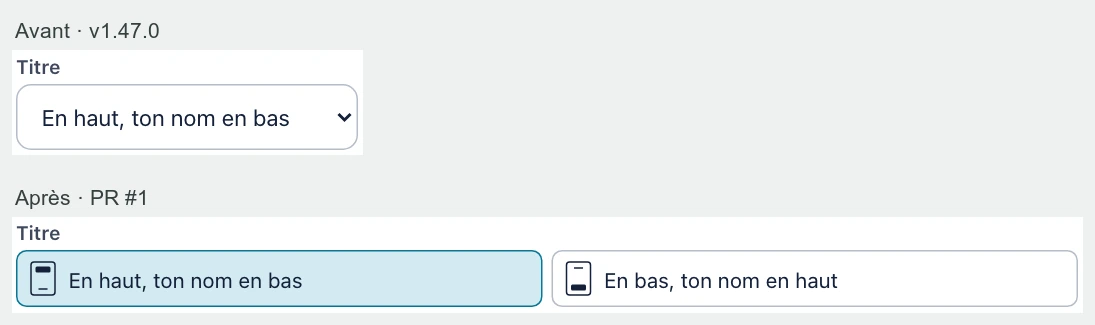 Avant · v1.47.0
Titre
En haut, ton nom en bas
Après · PR #1
Titre
En haut, ton nom en bas
En bas, ton nom en haut